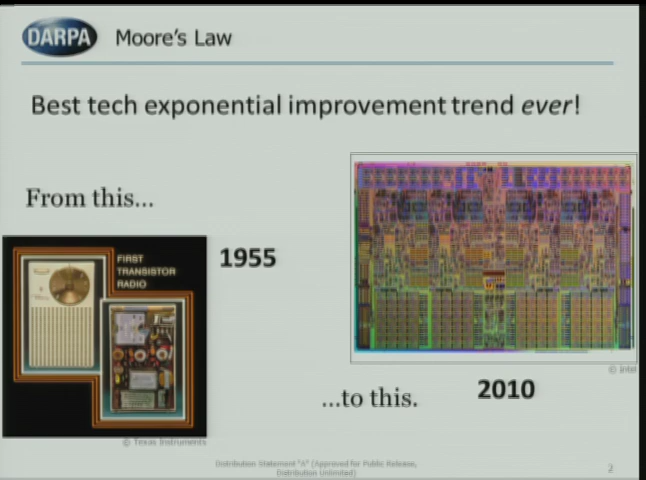 DARPA Moore's Law
Best tech exponential improvement trend ever!
From this...
FIRST
TRANSISTOR
RADIO
1955
© Texas Instruments
© Intel
...to this.
2010
Distribution Statement "A" (Approved for Public Release,
Distribution Unlimited)
2